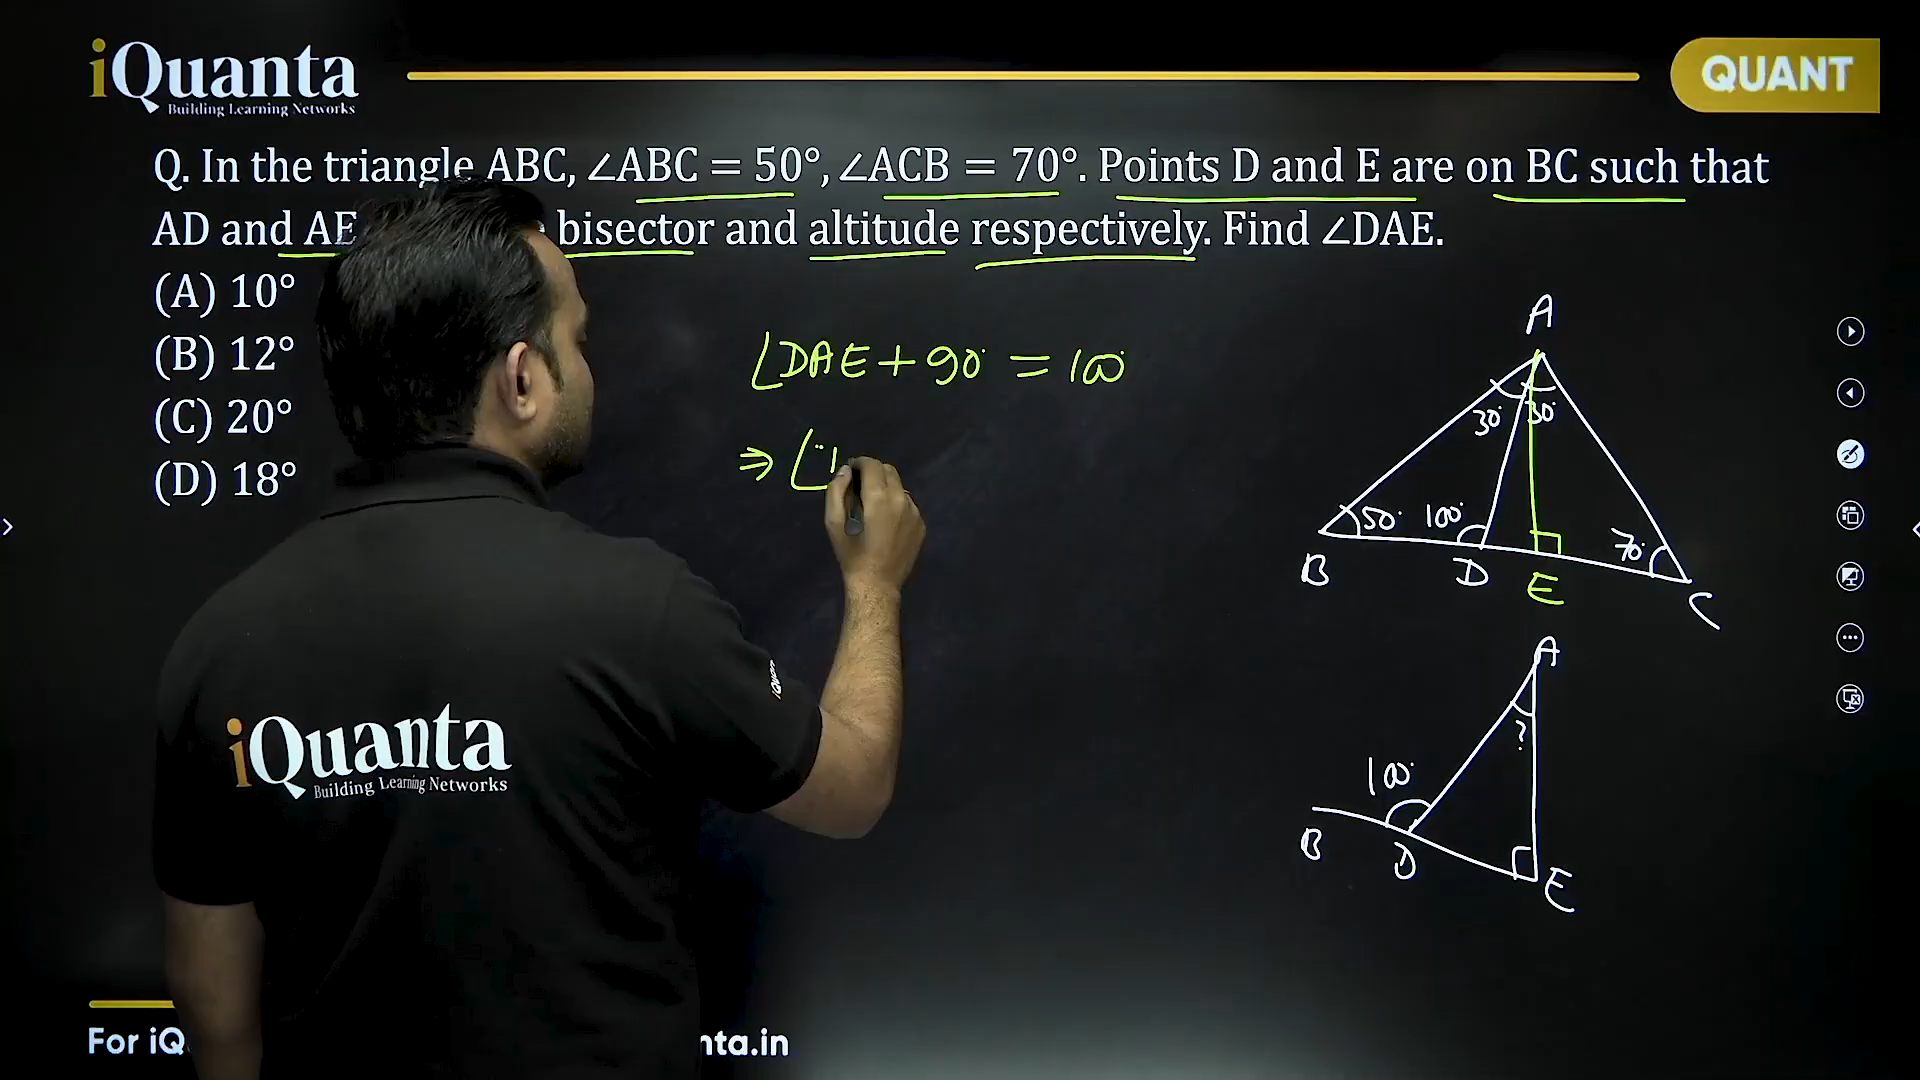 iQuanta
Building Learning Networks
QUANT
Q. In the triangle ABC, ∠ABC = 50°, ∠ACB = 70°. Points D and E are on BC such that
AD and AE bisector and altitude respectively. Find ∠DAE.
(A) 10°
(B) 12°
(C) 20°
(D) 18°
∠DAE + 90° = 100°
⇒ ∠
A
30° 30°
50° 100° 70°
B D E C
A
?
100°
B D E
iQuanta
Building Learning Networks
For iQ nta.in